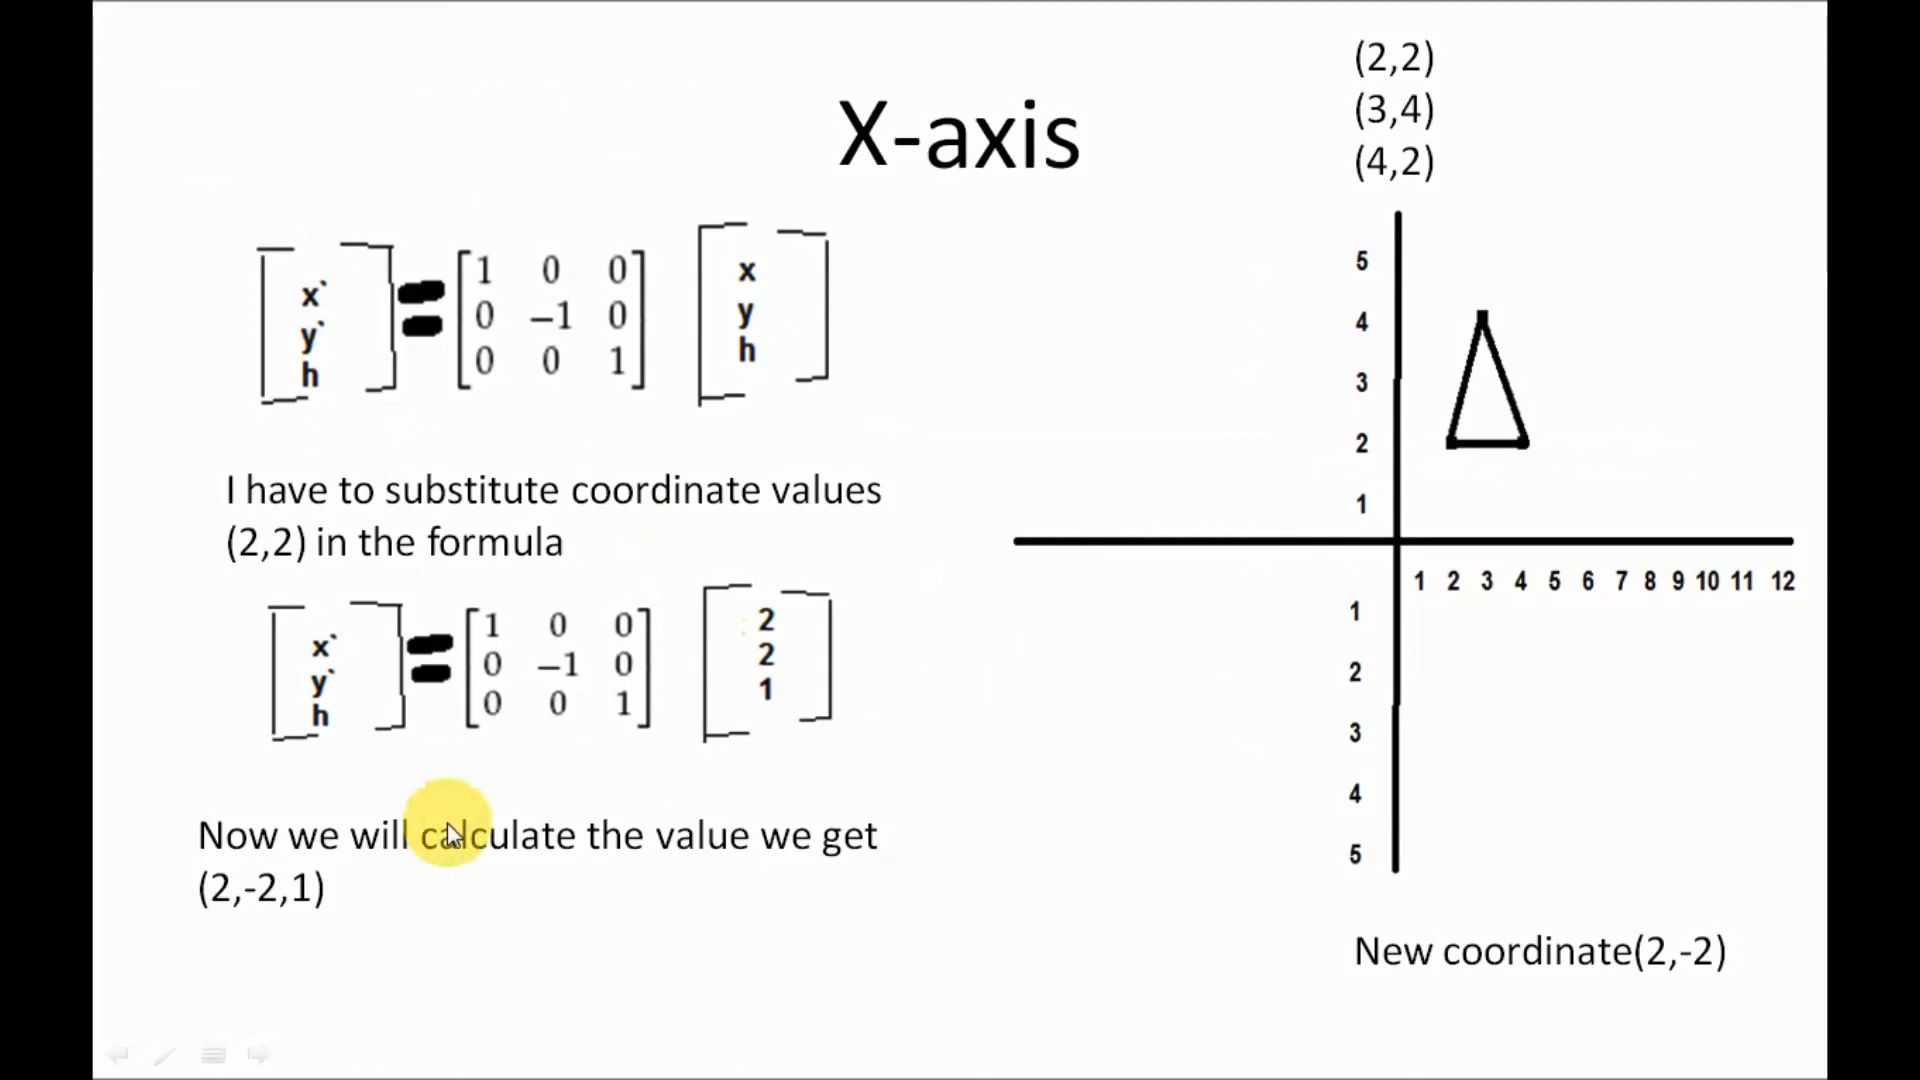 X-axis
(2,2)
(3,4)
(4,2)
x` 1 0 0 x
y` 0 −1 0 y
h 0 0 1 h
I have to substitute coordinate values
(2,2) in the formula
x` 1 0 0 2
y` 0 −1 0 2
h 0 0 1 1
Now we will calculate the value we get
(2,-2,1)
5
4
3
2
1
1 2 3 4 5 6 7 8 9 10 11 12
1
2
3
4
5
New coordinate(2,-2)